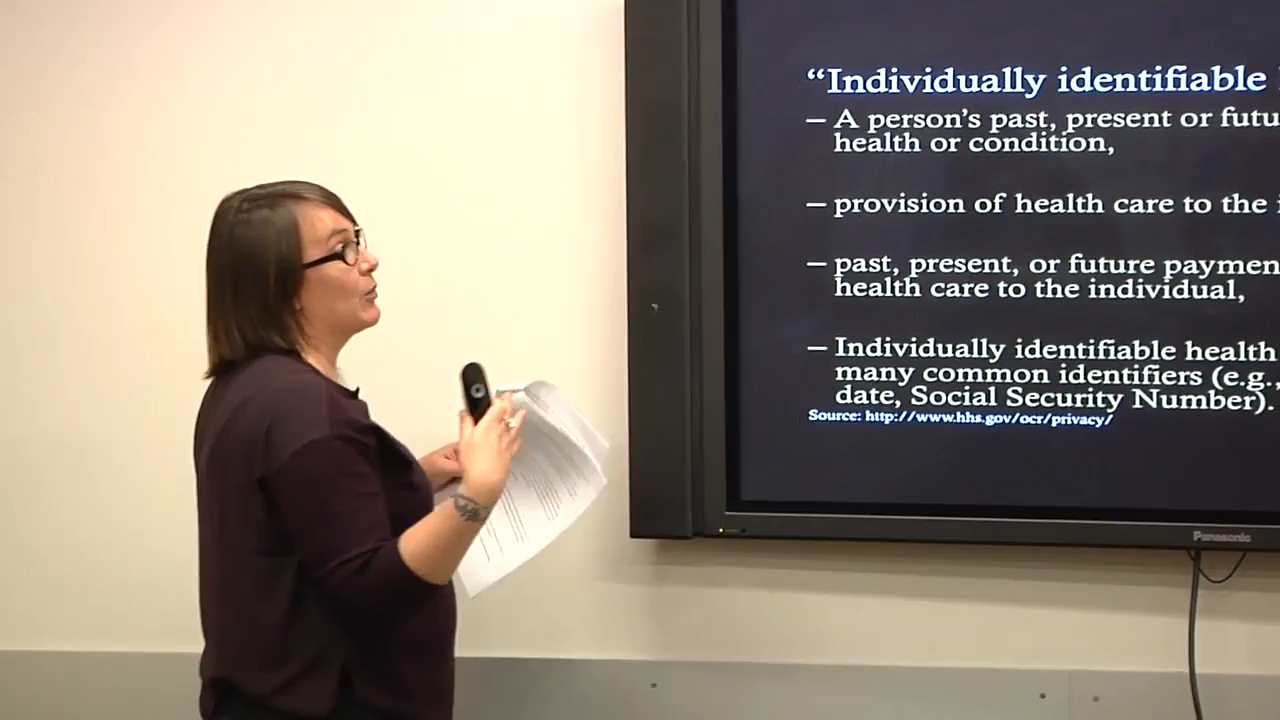 “Individually identifiable
– A person’s past, present or futu
health or condition,
– provision of health care to the
– past, present, or future paymen
health care to the individual,
– Individually identifiable health
many common identifiers (e.g.,
date, Social Security Number).
Source: http://www.hhs.gov/ocr/privacy/
Panasonic